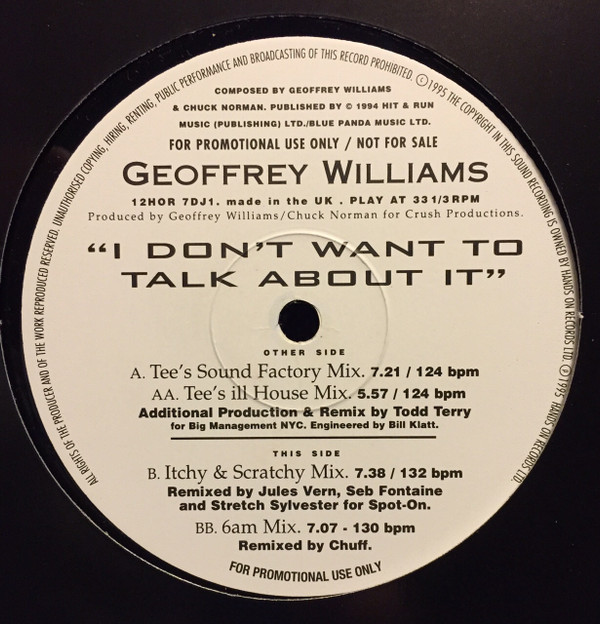 ALL RIGHTS OF THE PRODUCER AND OF THE WORK REPRODUCED RESERVED. UNAUTHORISED COPYING, HIRING, RENTING, PUBLIC PERFORMANCE AND BROADCASTING OF THIS RECORD PROHIBITED. ©1995 THE COPYRIGHT IN THIS SOUND RECORDING IS OWNED BY HANDS ON RECORDS LTD. ℗1995 HANDS ON RECORDS LTD.
COMPOSED BY GEOFFREY WILLIAMS
& CHUCK NORMAN. PUBLISHED BY © 1994 HIT & RUN
MUSIC (PUBLISHING) LTD./BLUE PANDA MUSIC LTD.
FOR PROMOTIONAL USE ONLY / NOT FOR SALE
GEOFFREY WILLIAMS
12HOR 7DJ1. made in the UK . PLAY AT 33 1/3RPM
Produced by Geoffrey Williams/Chuck Norman for Crush Productions.
“I DON’T WANT TO
TALK ABOUT IT”
OTHER SIDE
A. Tee's Sound Factory Mix. 7.21 / 124 bpm
AA. Tee's ill House Mix. 5.57 / 124 bpm
Additional Production & Remix by Todd Terry
for Big Management NYC. Engineered by Bill Klatt.
THIS SIDE
B. Itchy & Scratchy Mix. 7.38 / 132 bpm
Remixed by Jules Vern, Seb Fontaine
and Stretch Sylvester for Spot-On.
BB. 6am Mix. 7.07 - 130 bpm
Remixed by Chuff.
FOR PROMOTIONAL USE ONLY